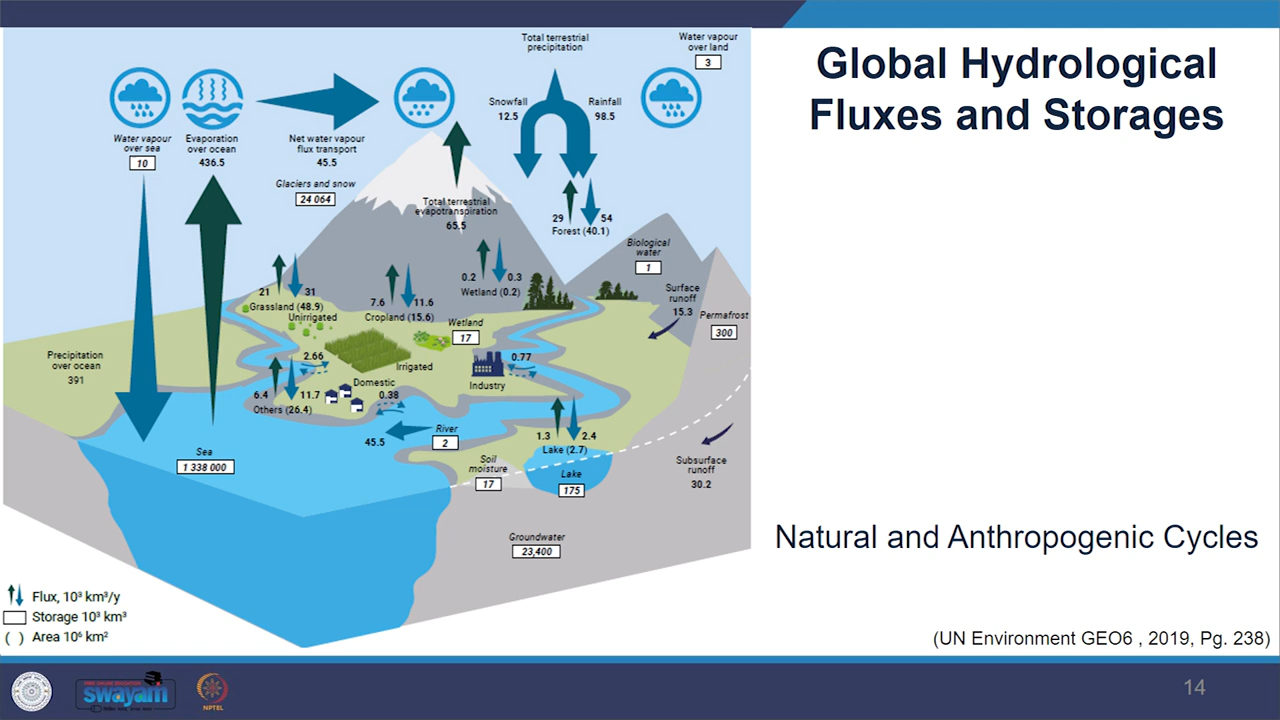 Global Hydrological
Fluxes and Storages
Total terrestrial
precipitation
Water vapour
over land
3
Snowfall
12.5
Rainfall
98.5
Water vapour
over sea
10
Evaporation
over ocean
436.5
Net water vapour
flux transport
45.5
Glaciers and snow
24 064
Total terrestrial
evapotranspiration
65.5
29
54
Forest (40.1)
Biological
water
1
0.2
0.3
Wetland (0.2)
21
31
Grassland (48.9)
Unirrigated
7.6
11.6
Cropland (15.6)
Wetland
17
Surface
runoff
15.3
Permafrost
300
Precipitation
over ocean
391
2.66
Irrigated
0.77
Industry
Domestic
0.38
6.4
11.7
Others (26.4)
River
2
45.5
1.3
2.4
Lake (2.7)
Sea
1 338 000
Soil
moisture
17
Lake
175
Subsurface
runoff
30.2
Groundwater
23,400
Natural and Anthropogenic Cycles
Flux, 10³ km³/y
Storage 10³ km³
( ) Area 10⁶ km²
(UN Environment GEO6 , 2019, Pg. 238)
swayam
NPTEL
14